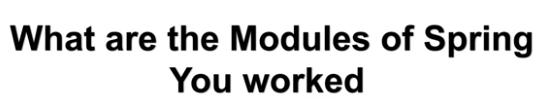 What are the Modules of Spring
You worked